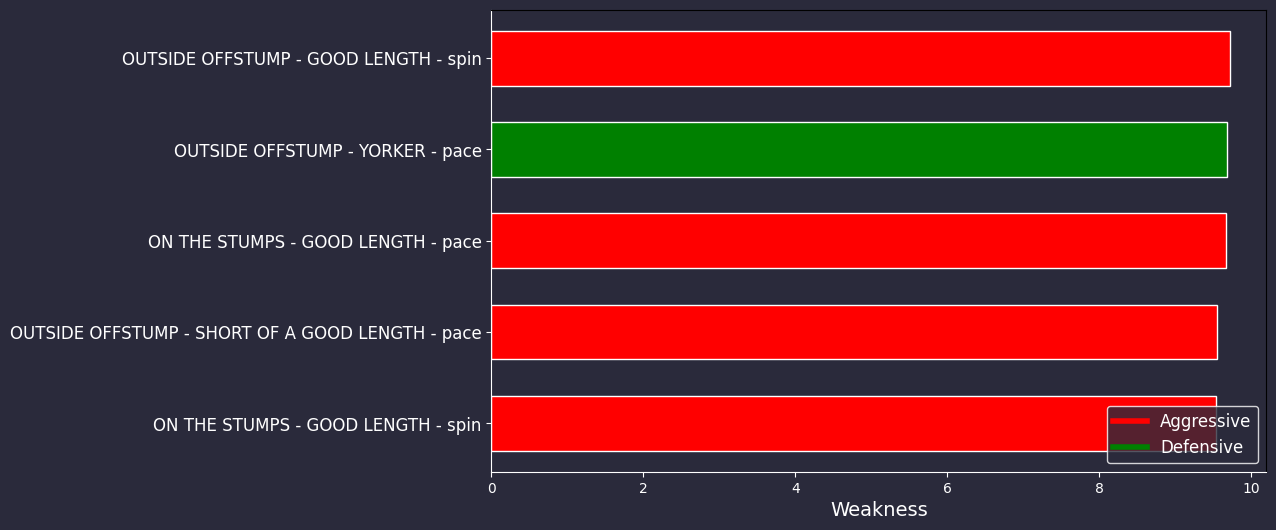 OUTSIDE OFFSTUMP - GOOD LENGTH - spin
OUTSIDE OFFSTUMP - YORKER - pace
ON THE STUMPS - GOOD LENGTH - pace
OUTSIDE OFFSTUMP - SHORT OF A GOOD LENGTH - pace
ON THE STUMPS - GOOD LENGTH - spin
Aggressive
Defensive
0 2 4 6 8 10
Weakness